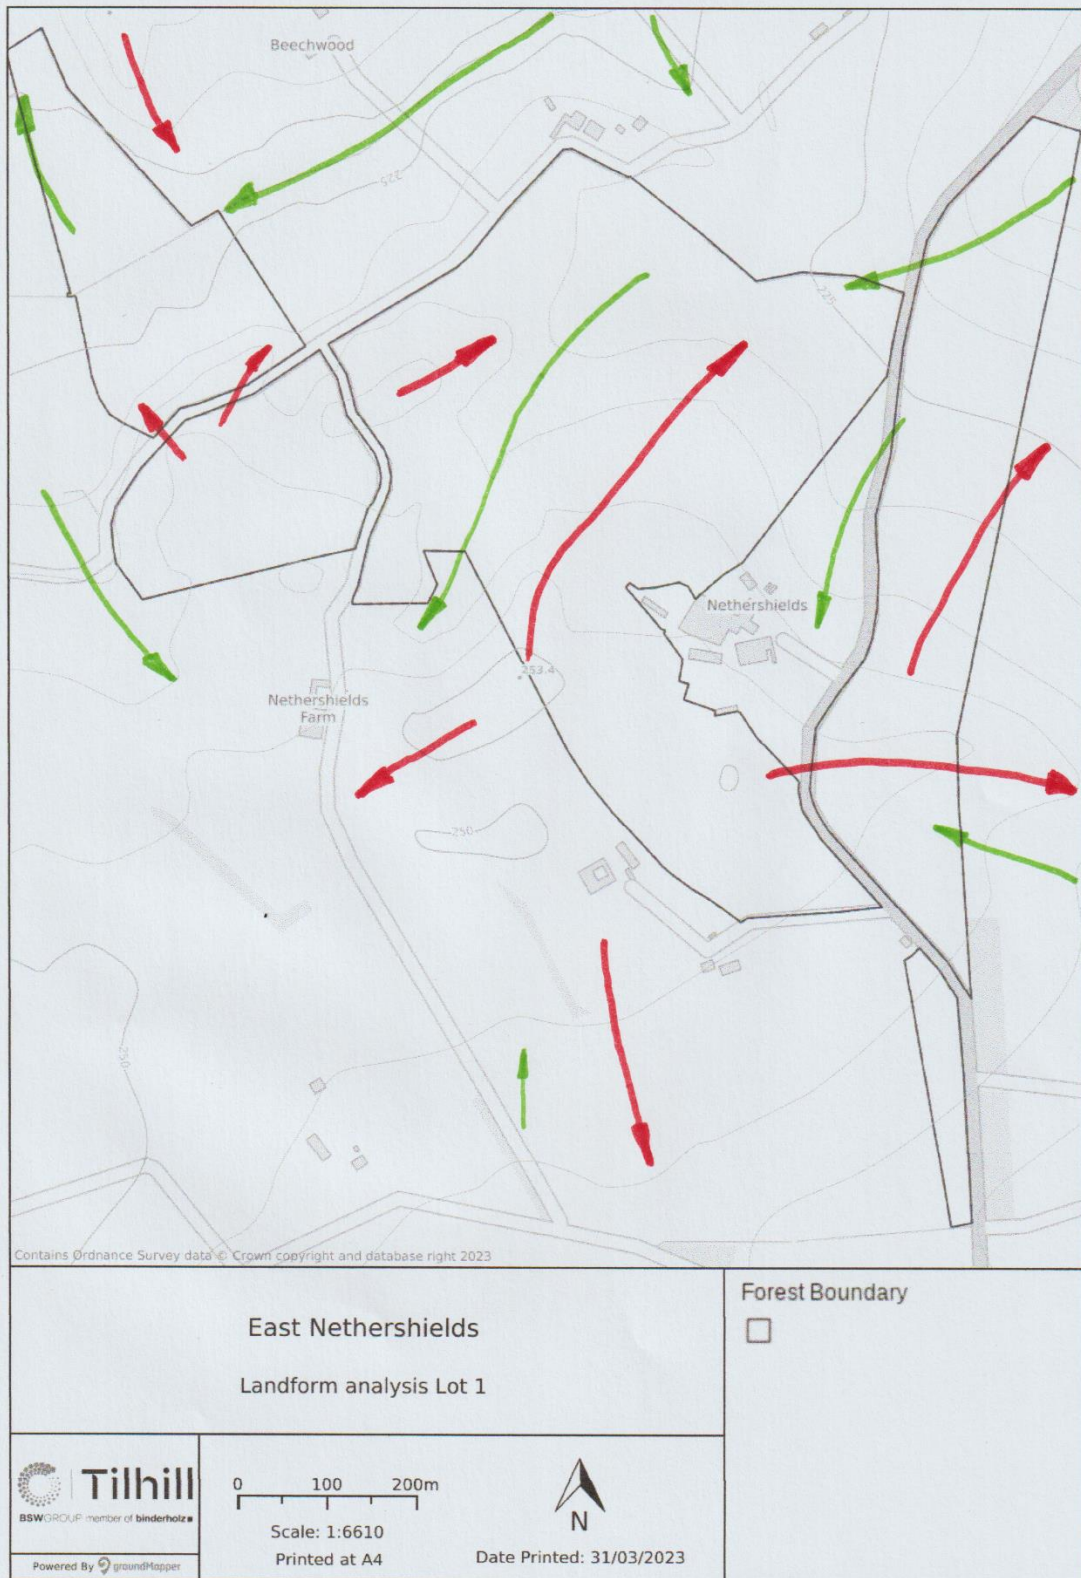 Beechwood
225
225
Nethershields
253.4
Nethershields
Farm
250
250
Contains Ordnance Survey data © Crown copyright and database right 2023
East Nethershields
Landform analysis Lot 1
Forest Boundary
Tilhill
BSWGROUP member of binderholz
Powered By groundMapper
0 100 200m
Scale: 1:6610
Printed at A4
N
Date Printed: 31/03/2023